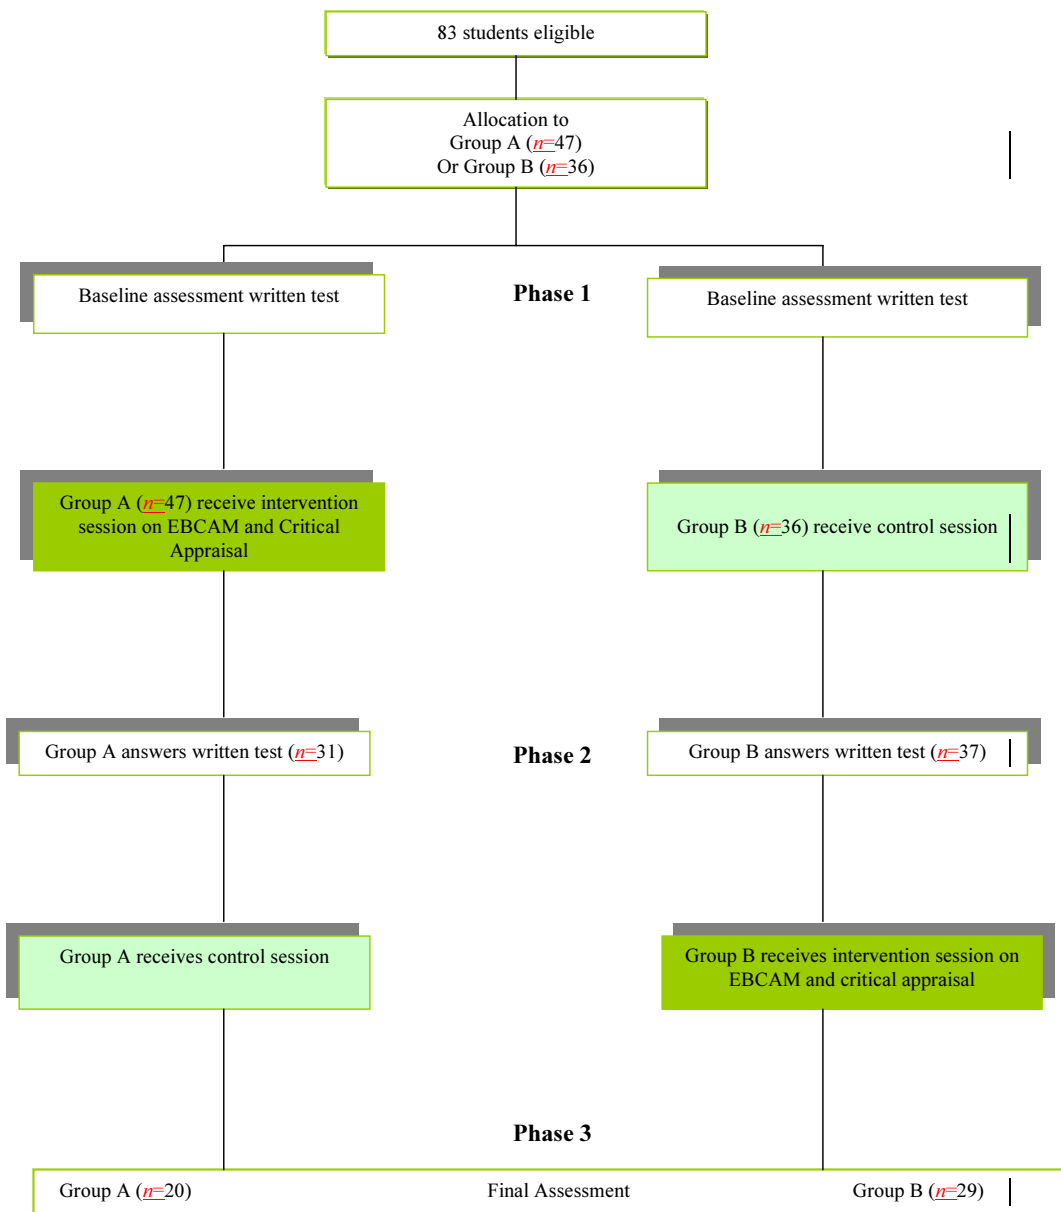 83 students eligible
Allocation to
Group A (n=47)
Or Group B (n=36)
Baseline assessment written test
Phase 1
Baseline assessment written test
Group A (n=47) receive intervention
session on EBCAM and Critical
Appraisal
Group B (n=36) receive control session
Group A answers written test (n=31)
Phase 2
Group B answers written test (n=37)
Group A receives control session
Group B receives intervention session on
EBCAM and critical appraisal
Phase 3
Group A (n=20) Final Assessment Group B (n=29)